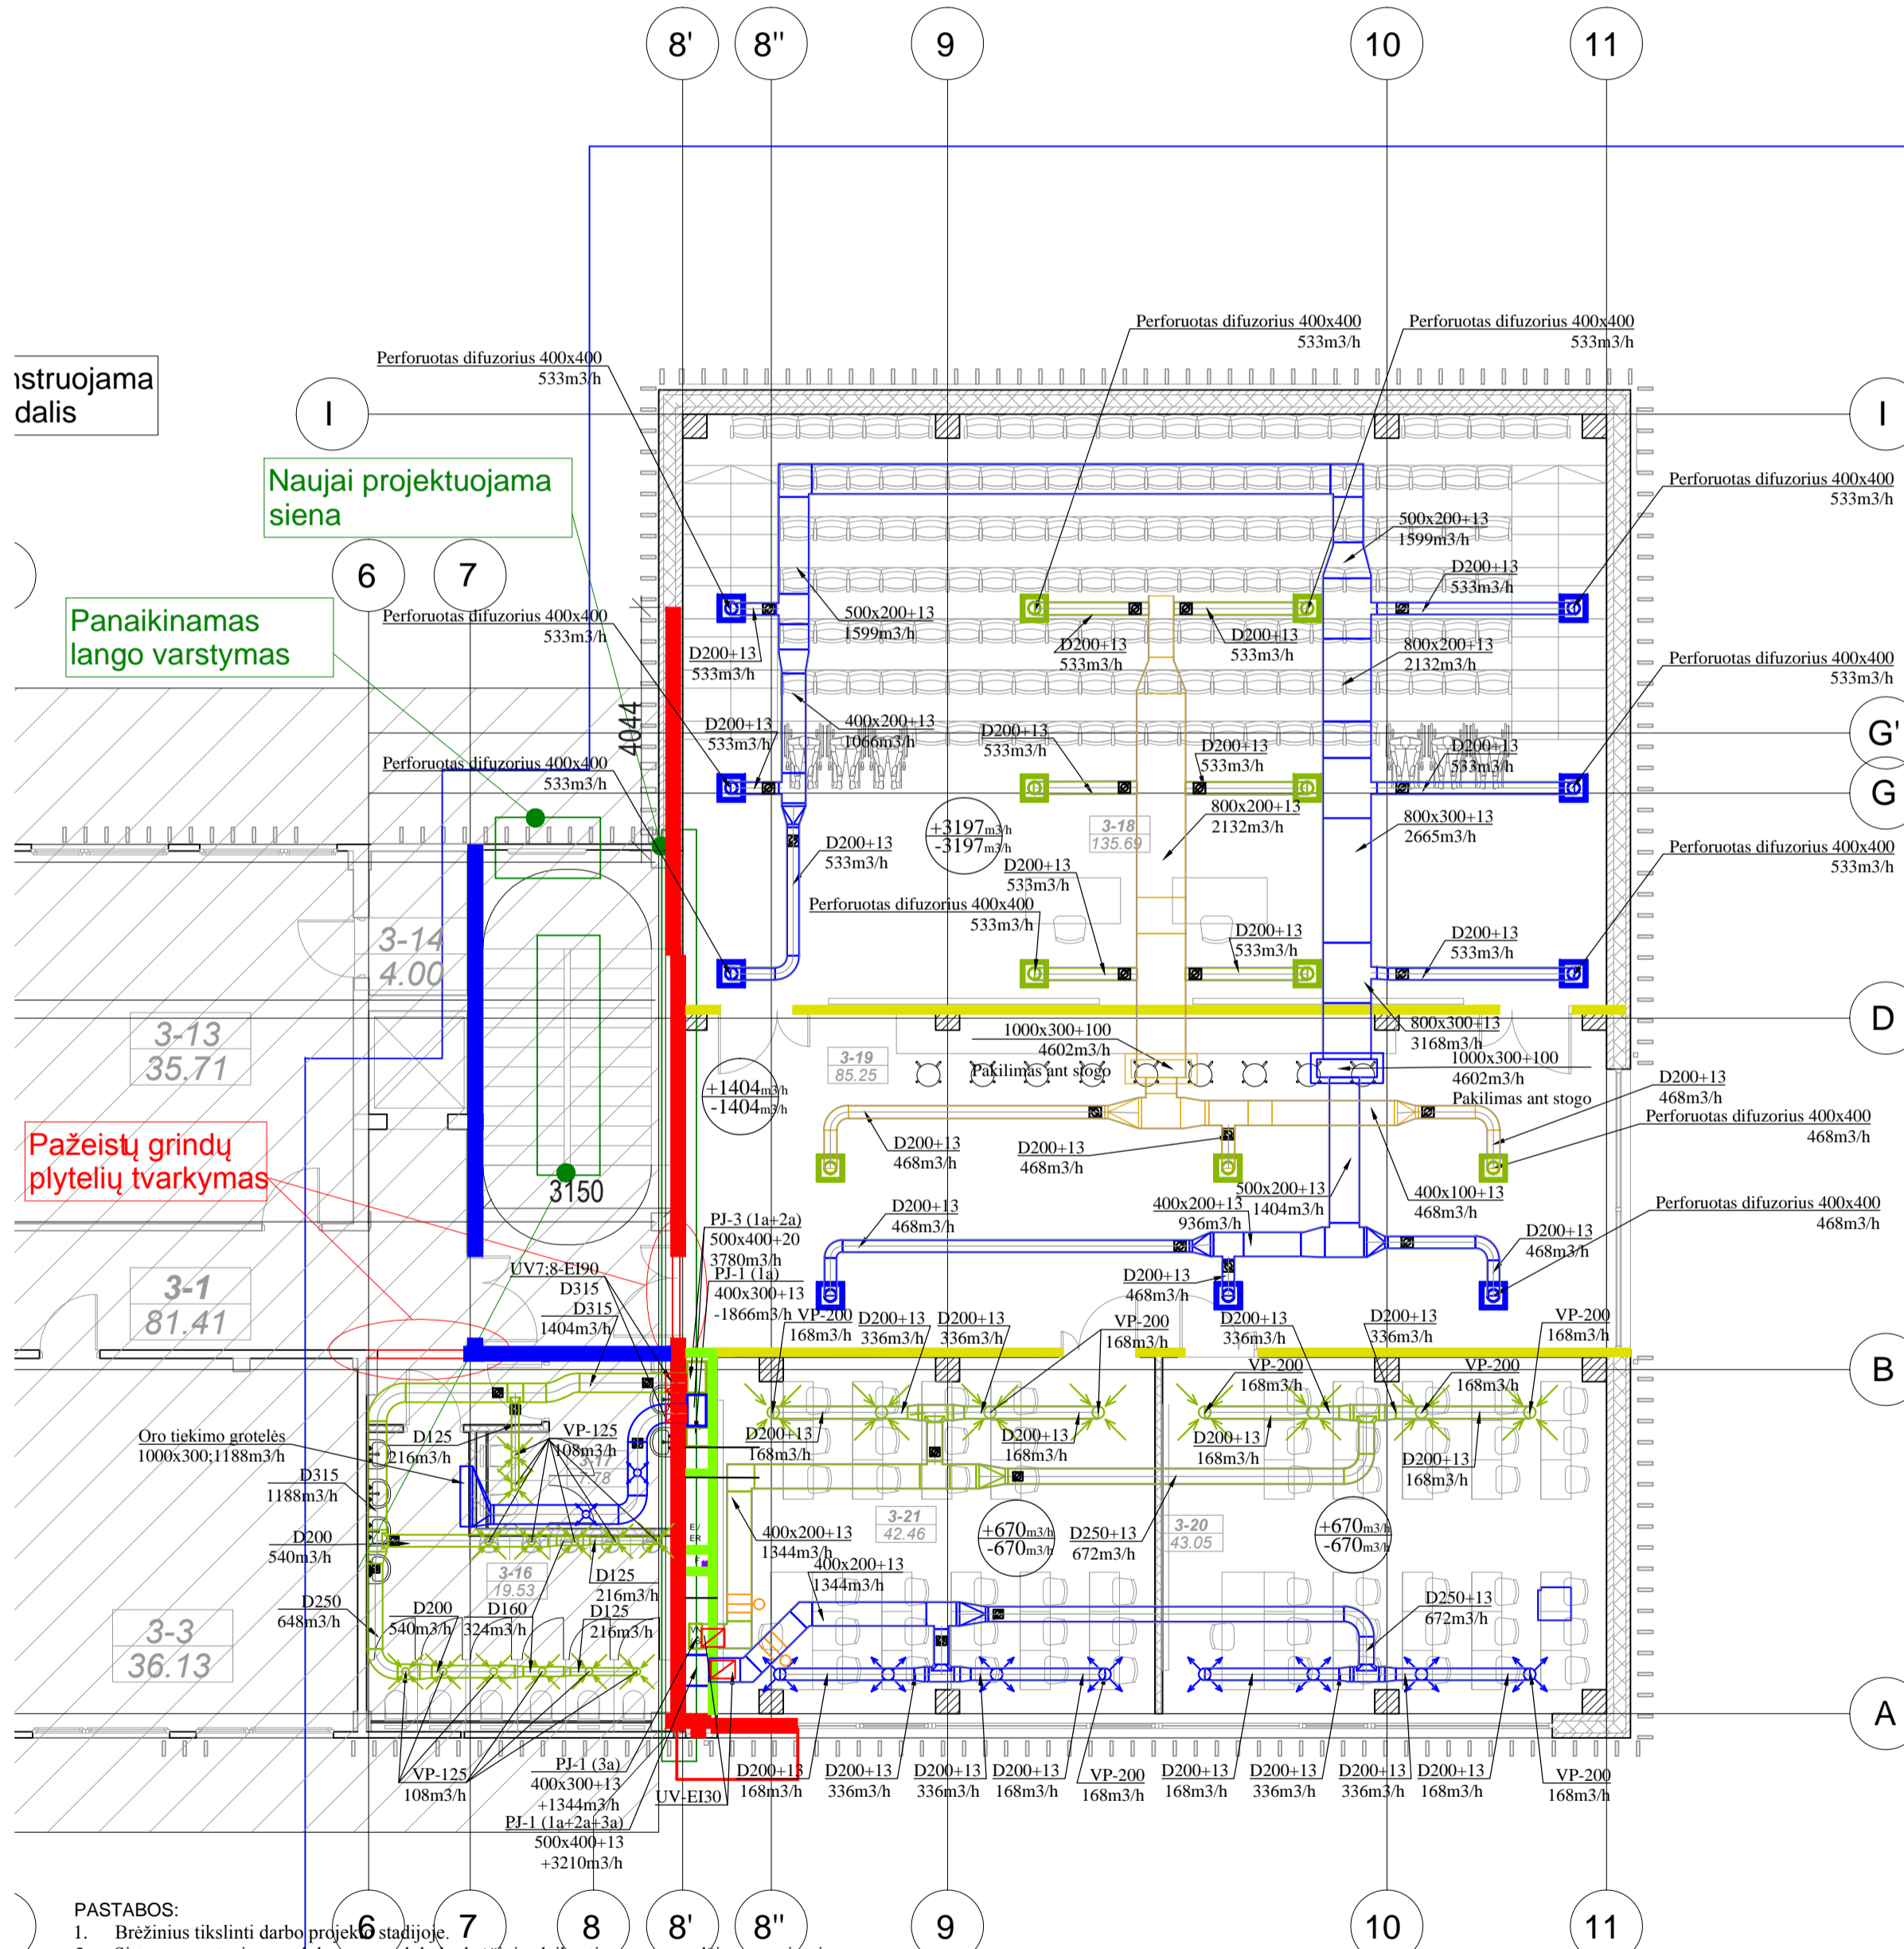 8'
8"
9
10
11
Perforuotas difuzorius 400x400
533m3/h
Perforuotas difuzorius 400x400
533m3/h
Perforuotas difuzorius 400x400
533m3/h
nstruojama
dalis
I
I
Naujai projektuojama
siena
Perforuotas difuzorius 400x400
533m3/h
500x200+13
1599m3/h
6
7
D200+13
533m3/h
Panaikinamas
lango varstymas
Perforuotas difuzorius 400x400
533m3/h
500x200+13
1599m3/h
D200+13
533m3/h
D200+13
533m3/h
D200+13
533m3/h
800x200+13
2132m3/h
Perforuotas difuzorius 400x400
533m3/h
4044
D200+13
533m3/h
400x200+13
1066m3/h
D200+13
533m3/h
D200+13
533m3/h
D200+13
533m3/h
G'
Perforuotas difuzorius 400x400
533m3/h
G
800x200+13
2132m3/h
800x300+13
2665m3/h
+3197m3/h
-3197m3/h
3-18
135.69
D200+13
533m3/h
D200+13
533m3/h
Perforuotas difuzorius 400x400
533m3/h
Perforuotas difuzorius 400x400
533m3/h
D200+13
533m3/h
D200+13
533m3/h
3-14
4.00
3-13
35.71
D
1000x300+100
4602m3/h
Pakilimas ant stogo
800x300+13
3168m3/h
1000x300+100
4602m3/h
Pakilimas ant stogo
3-19
85.25
+1404m3/h
-1404m3/h
D200+13
468m3/h
Perforuotas difuzorius 400x400
468m3/h
Pažeistų grindų
plytelių tvarkymas
D200+13
468m3/h
D200+13
468m3/h
3150
500x200+13
1404m3/h
400x100+13
468m3/h
D200+13
468m3/h
400x200+13
936m3/h
Perforuotas difuzorius 400x400
468m3/h
D200+13
468m3/h
PJ-3 (1a+2a)
500x400+20
3780m3/h
PJ-1 (1a)
400x300+13
-1866m3/h
UV7;8-EI90
D315
D315
1404m3/h
D200+13
468m3/h
3-1
81.41
VP-200
168m3/h
D200+13
336m3/h
D200+13
336m3/h
VP-200
168m3/h
D200+13
336m3/h
D200+13
336m3/h
VP-200
168m3/h
VP-200
168m3/h
VP-200
168m3/h
B
Oro tiekimo grotelės
1000x300;1188m3/h
D125
216m3/h
VP-125
108m3/h
3-17
D200+13
168m3/h
D200+13
168m3/h
D200+13
168m3/h
D200+13
168m3/h
D315
1188m3/h
D200
540m3/h
E/
ER
F
3-21
42.46
+670m3/h
-670m3/h
3-20
43.05
+670m3/h
-670m3/h
400x200+13
1344m3/h
D250+13
672m3/h
400x200+13
1344m3/h
3-16
19.53
D125
216m3/h
D250
648m3/h
D200
540m3/h
D160
324m3/h
D125
216m3/h
D250+13
672m3/h
3-3
36.13
A
VP-125
108m3/h
PJ-1 (3a)
400x300+13
+1344m3/h
UV-EI30
PJ-1 (1a+2a+3a)
500x400+13
+3210m3/h
D200+13
168m3/h
D200+13
336m3/h
D200+13
336m3/h
D200+13
168m3/h
VP-200
168m3/h
D200+13
168m3/h
D200+13
336m3/h
D200+13
336m3/h
D200+13
168m3/h
VP-200
168m3/h
PASTABOS:
1. Brėžinius tikslinti darbo projekto stadijoje.
6
7
8
8'
8"
9
10
11